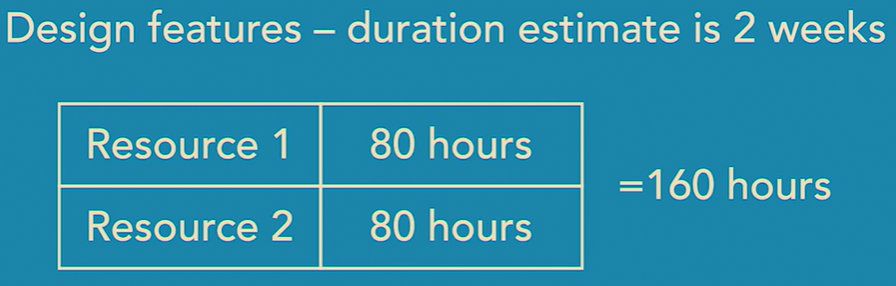 Design features – duration estimate is 2 weeks
Resource 1 80 hours
=160 hours
Resource 2 80 hours